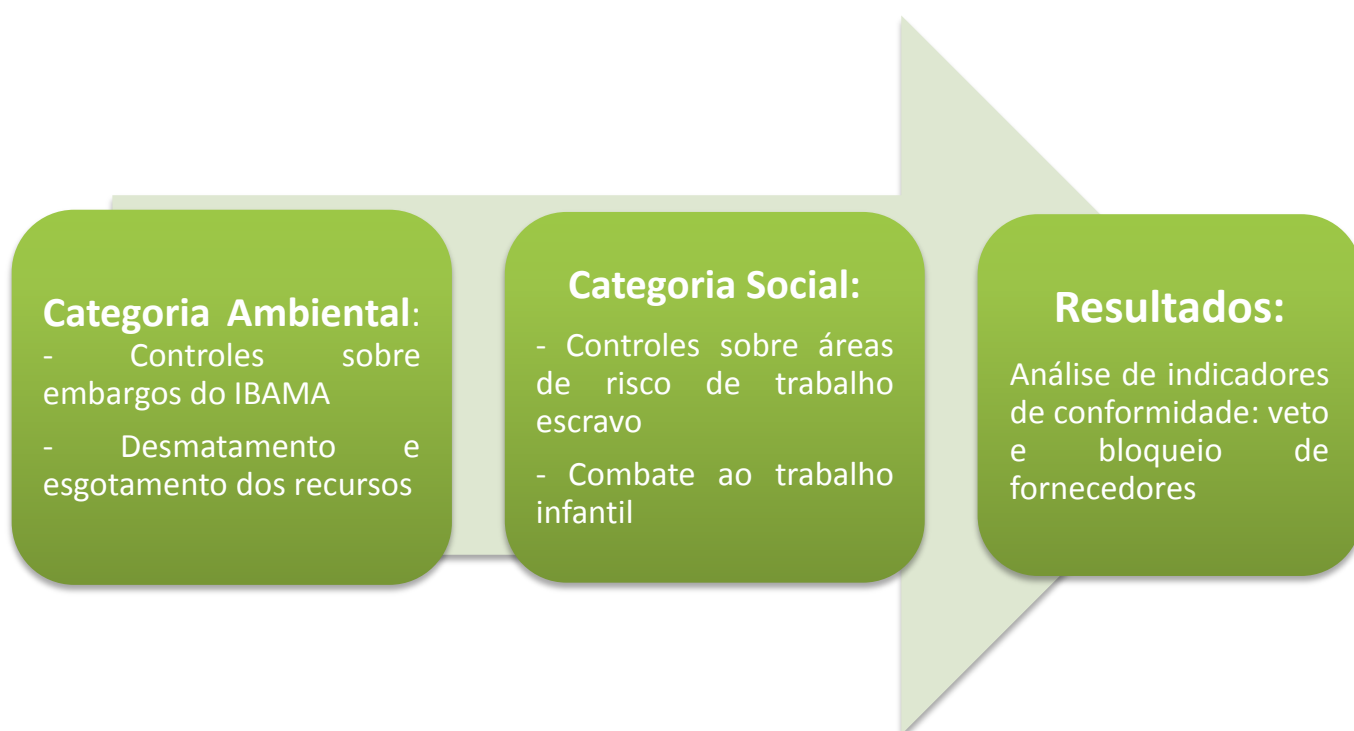 Categoria Ambiental:
- Controles sobre
embargos do IBAMA
- Desmatamento e
esgotamento dos recursos
Categoria Social:
- Controles sobre áreas
de risco de trabalho
escravo
- Combate ao trabalho
infantil
Resultados:
Análise de indicadores
de conformidade: veto
e bloqueio de
fornecedores